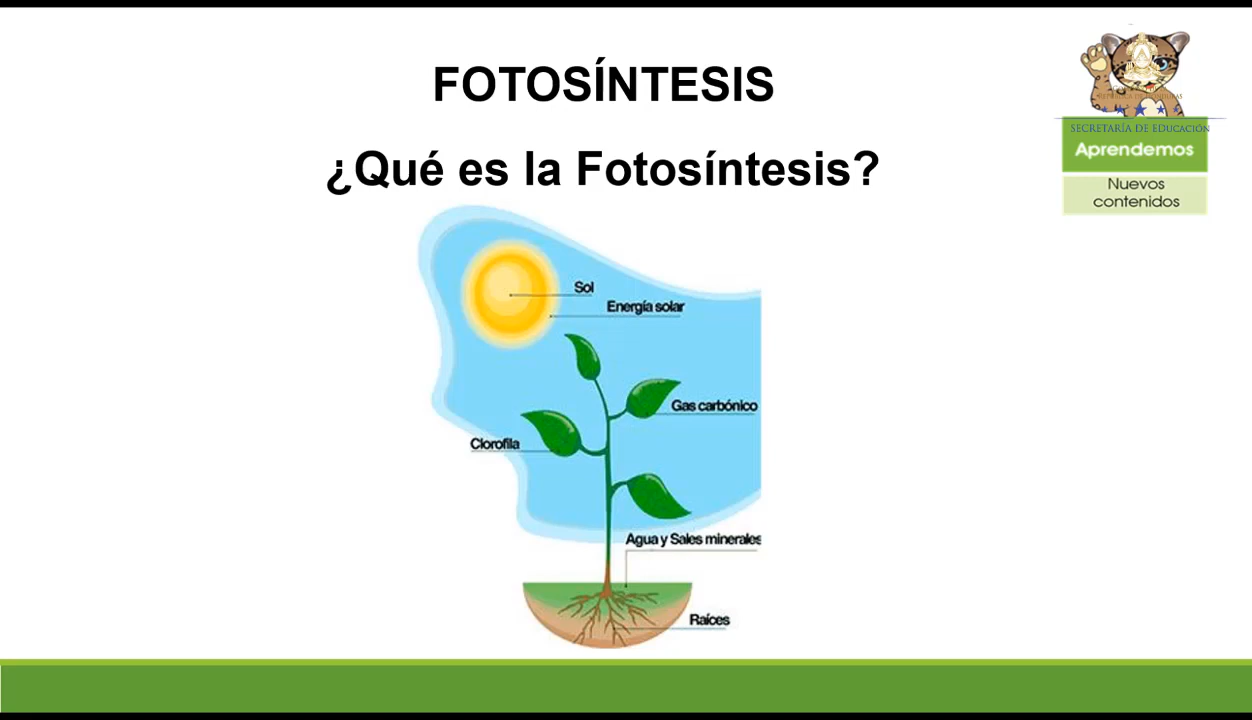 FOTOSÍNTESIS
¿Qué es la Fotosíntesis?
SECRETARÍA DE EDUCACIÓN
Aprendemos
Nuevos
contenidos
Sol
Energía solar
Gas carbónico
Clorofila
Agua y Sales minerales
Raíces